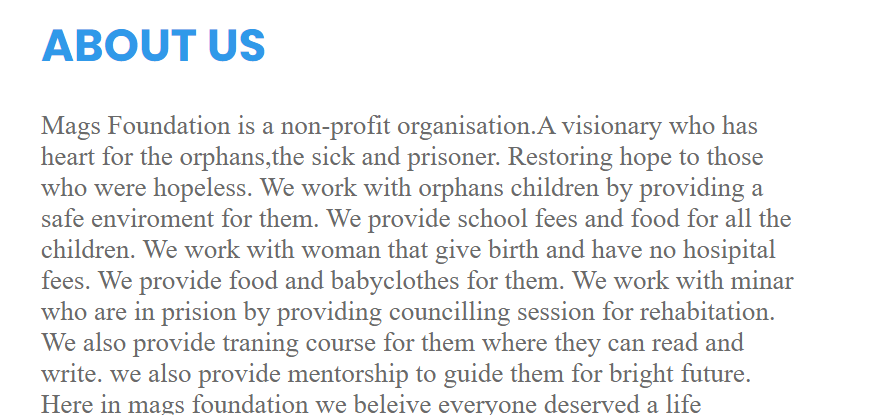 ABOUT US
Mags Foundation is a non-profit organisation.A visionary who has
heart for the orphans,the sick and prisoner. Restoring hope to those
who were hopeless. We work with orphans children by providing a
safe enviroment for them. We provide school fees and food for all the
children. We work with woman that give birth and have no hosipital
fees. We provide food and babyclothes for them. We work with minar
who are in prision by providing councilling session for rehabitation.
We also provide traning course for them where they can read and
write. we also provide mentorship to guide them for bright future.
Here in mags foundation we beleive everyone deserved a life